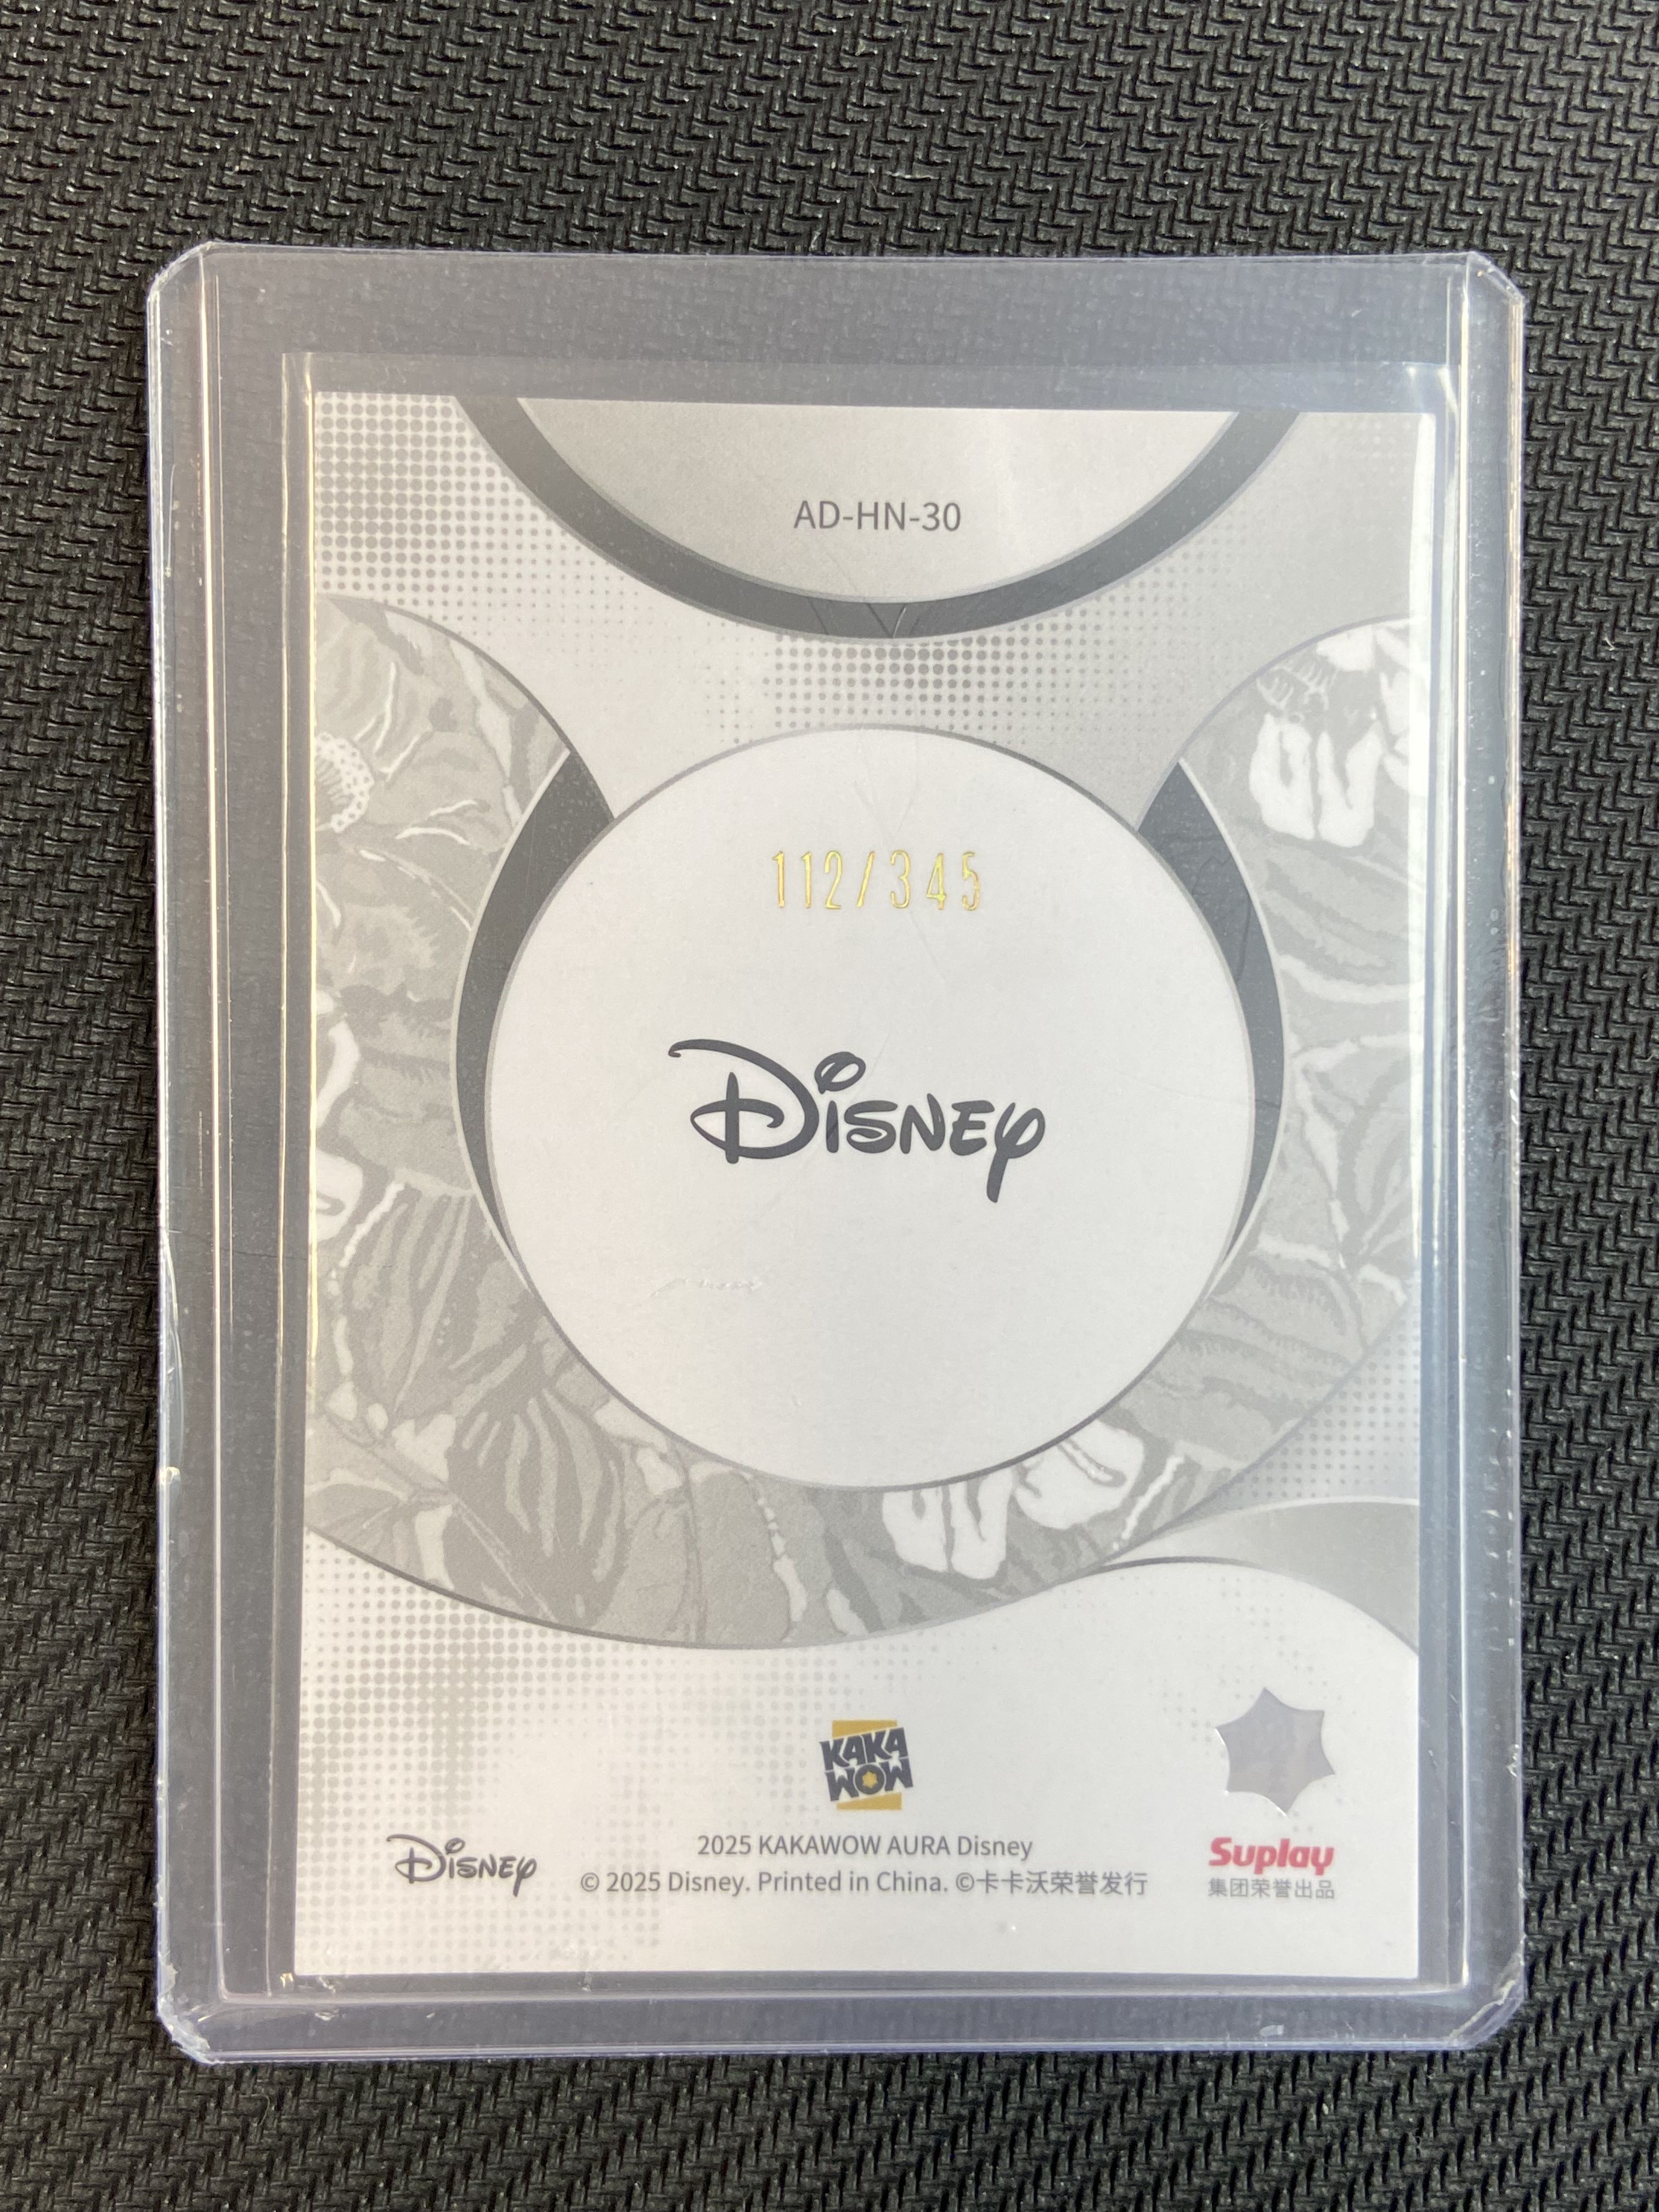 AD-HN-30
112/345
Disney
KAKA
WOW
2025 KAKAWOW AURA Disney
Disney
© 2025 Disney. Printed in China. ©卡卡沃荣誉发行
Suplay
集团荣誉出品